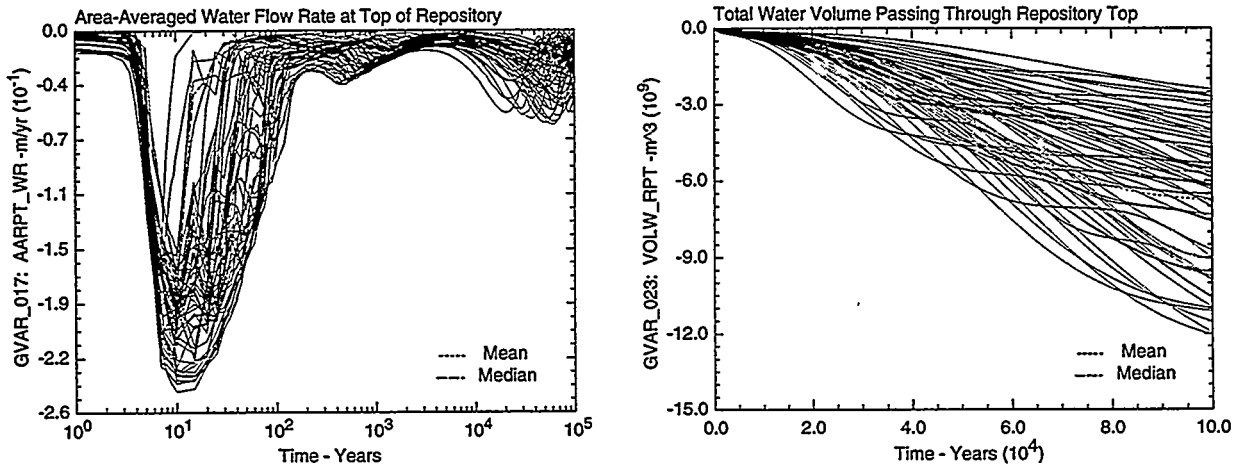 Area-Averaged Water Flow Rate at Top of Repository
GVAR_017: AARPT_WR -m/yr (10^-1)
0.0
-0.4
-0.7
-1.1
-1.5
-1.9
-2.2
-2.6
Mean
Median
10^0 10^1 10^2 10^3 10^4 10^5
Time - Years
Total Water Volume Passing Through Repository Top
GVAR_023: VOLW_RPT -m^3 (10^9)
0.0
-3.0
-6.0
-9.0
-12.0
-15.0
Mean
Median
0.0 2.0 4.0 6.0 8.0 10.0
Time - Years (10^4)